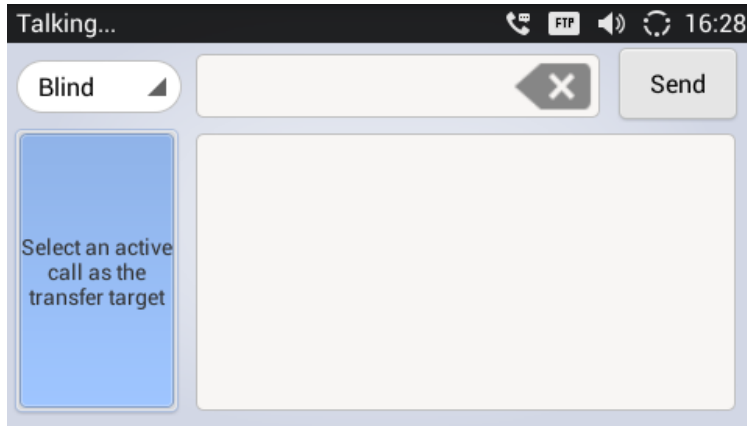 Talking...
FTP
16:28
Blind
Send
Select an active
call as the
transfer target